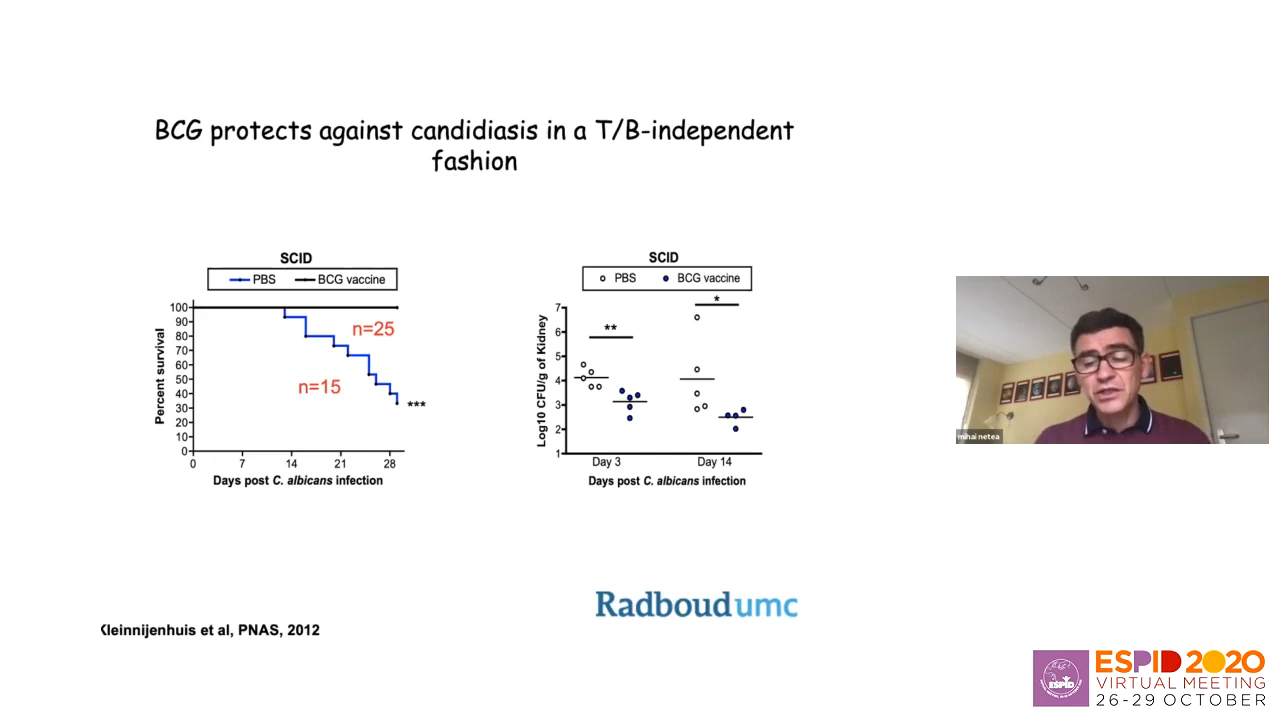 BCG protects against candidiasis in a T/B-independent
fashion
SCID
PBS BCG vaccine
100
90
80
70
60
50
40
30
20
10
0
Percent survival
n=25
n=15
***
0 7 14 21 28
Days post C. albicans infection
SCID
PBS BCG vaccine
7
6
5
4
3
2
1
Log10 CFU/g of Kidney
**
*
Day 3 Day 14
Days post C. albicans infection
mihai netea
Radboudumc
Kleinnijenhuis et al, PNAS, 2012
ESPID
ESPID 2020
VIRTUAL MEETING
26-29 OCTOBER